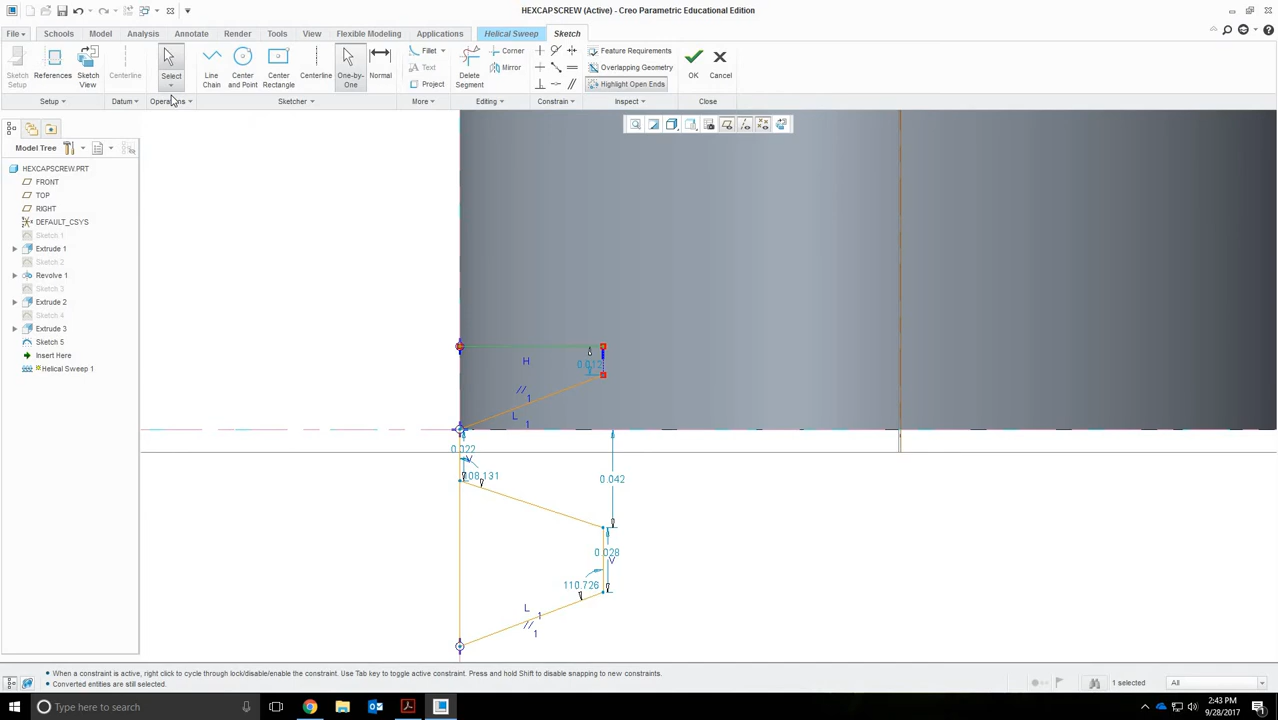 HEXCAPSCREW (Active) - Creo Parametric Educational Edition
File
Schools
Model
Analysis
Annotate
Render
Tools
View
Flexible Modeling
Applications
Helical Sweep
Sketch
Sketch Setup
References
Sketch View
Centerline
Select
Line Chain
Center and Point
Center Rectangle
Centerline
One-by-One
Normal
Fillet
Text
Project
Delete Segment
Corner
Mirror
Feature Requirements
Overlapping Geometry
Highlight Open Ends
OK
Cancel
Setup
Datum
Operations
Sketcher
More
Editing
Constrain
Inspect
Close
Model Tree
HEXCAPSCREW.PRT
FRONT
TOP
RIGHT
DEFAULT_CSYS
Sketch 1
Extrude 1
Sketch 2
Revolve 1
Sketch 3
Extrude 2
Sketch 4
Extrude 3
Sketch 5
Insert Here
*Helical Sweep 1
H
0.012
//
1
L
1
0.022
V
108.131
0.042
0.028
V
110.726
L
1
//
1
• When a constraint is active, right click to cycle through lock/disable/enable the constraint. Use Tab key to toggle active constraint. Press and hold Shift to disable snapping to new constraints.
• Converted entities are still selected.
1 selected
All
Type here to search
2:43 PM
9/28/2017